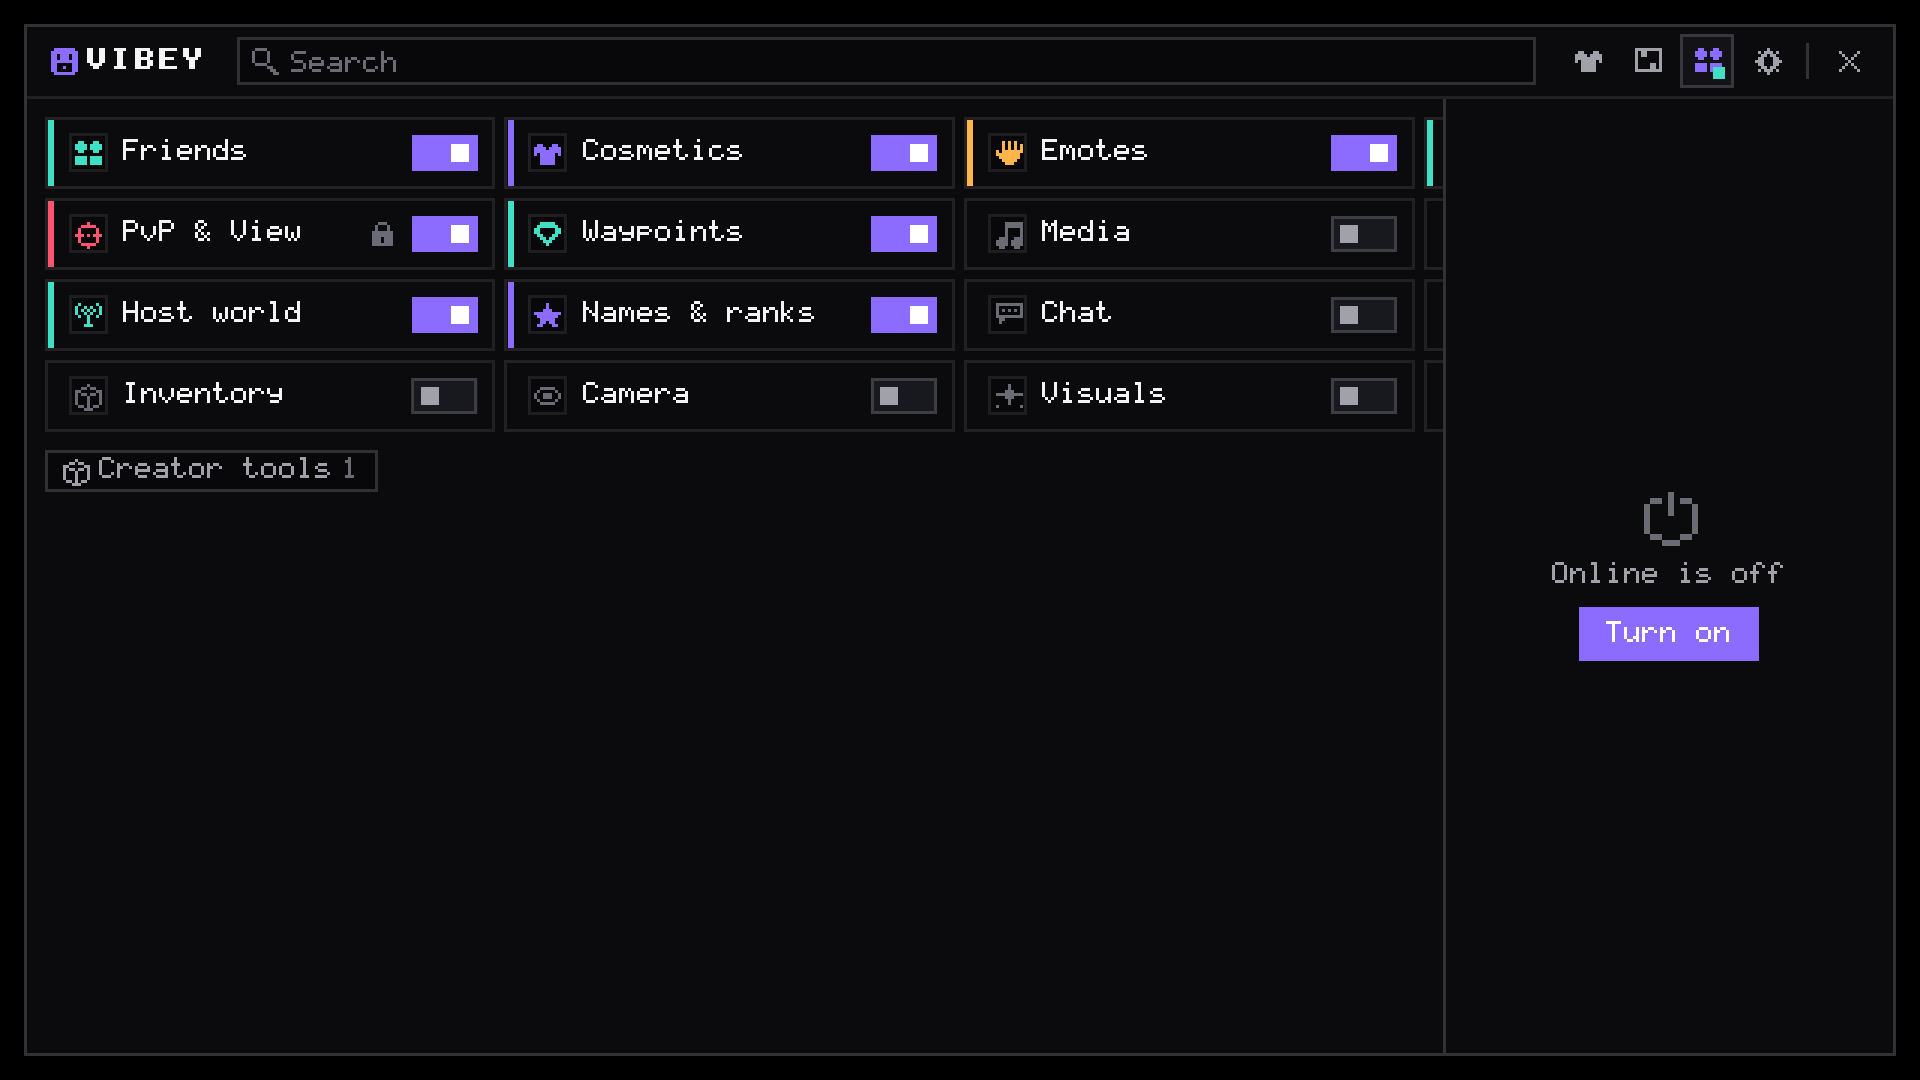 VIBEY
Search
Friends
Cosmetics
Emotes
PvP & View
Waypoints
Media
Host world
Names & ranks
Chat
Inventory
Camera
Visuals
Creator tools 1
Online is off
Turn on